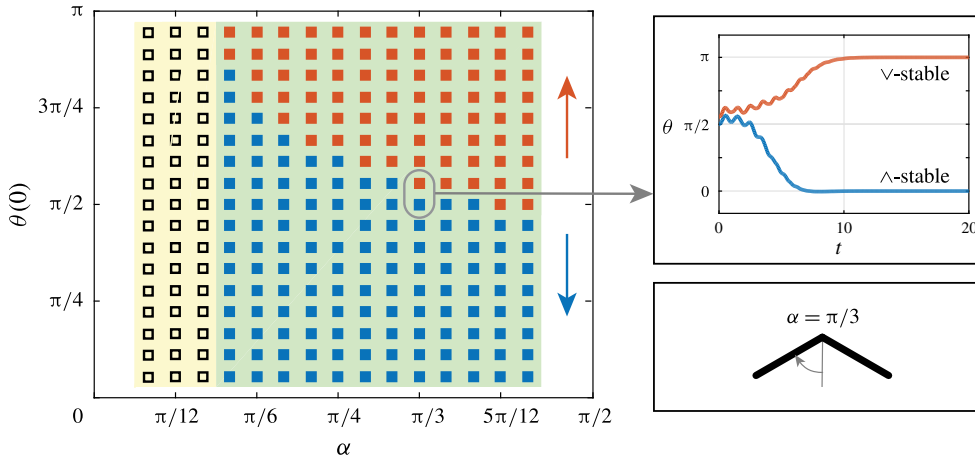 π
3π/4
π/2
π/4
0
π/12
π/6
π/4
π/3
5π/12
π/2
θ(0)
α
π
π/2
0
θ
∨-stable
∧-stable
0
10
20
t
α = π/3